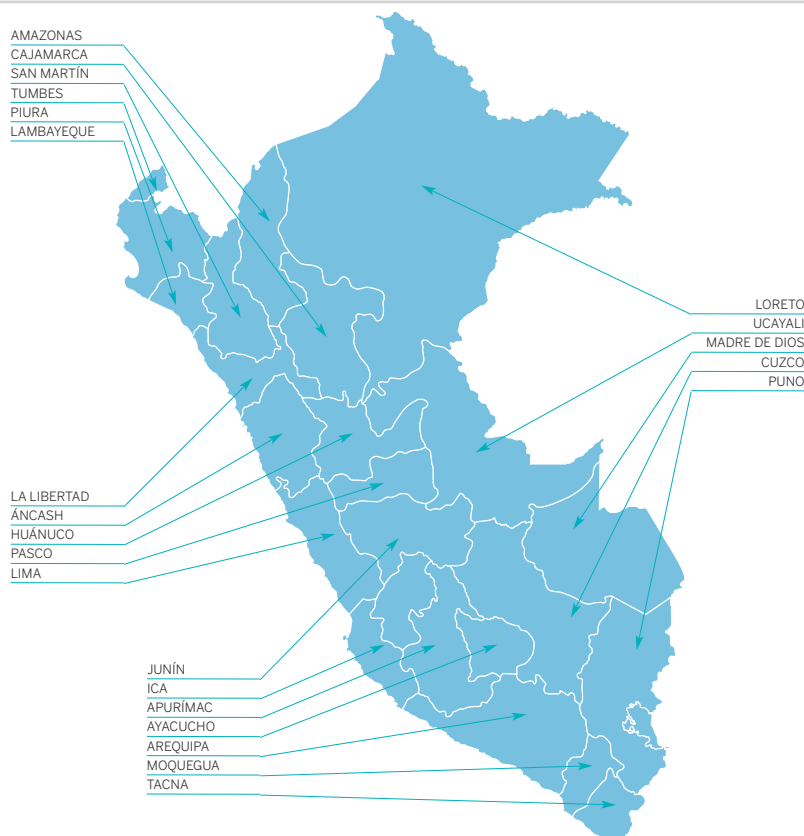 AMAZONAS
CAJAMARCA
SAN MARTÍN
TUMBES
PIURA
LAMBAYEQUE
LORETO
UCAYALI
MADRE DE DIOS
CUZCO
PUNO
LA LIBERTAD
ÁNCASH
HUÁNUCO
PASCO
LIMA
JUNÍN
ICA
APURÍMAC
AYACUCHO
AREQUIPA
MOQUEGUA
TACNA